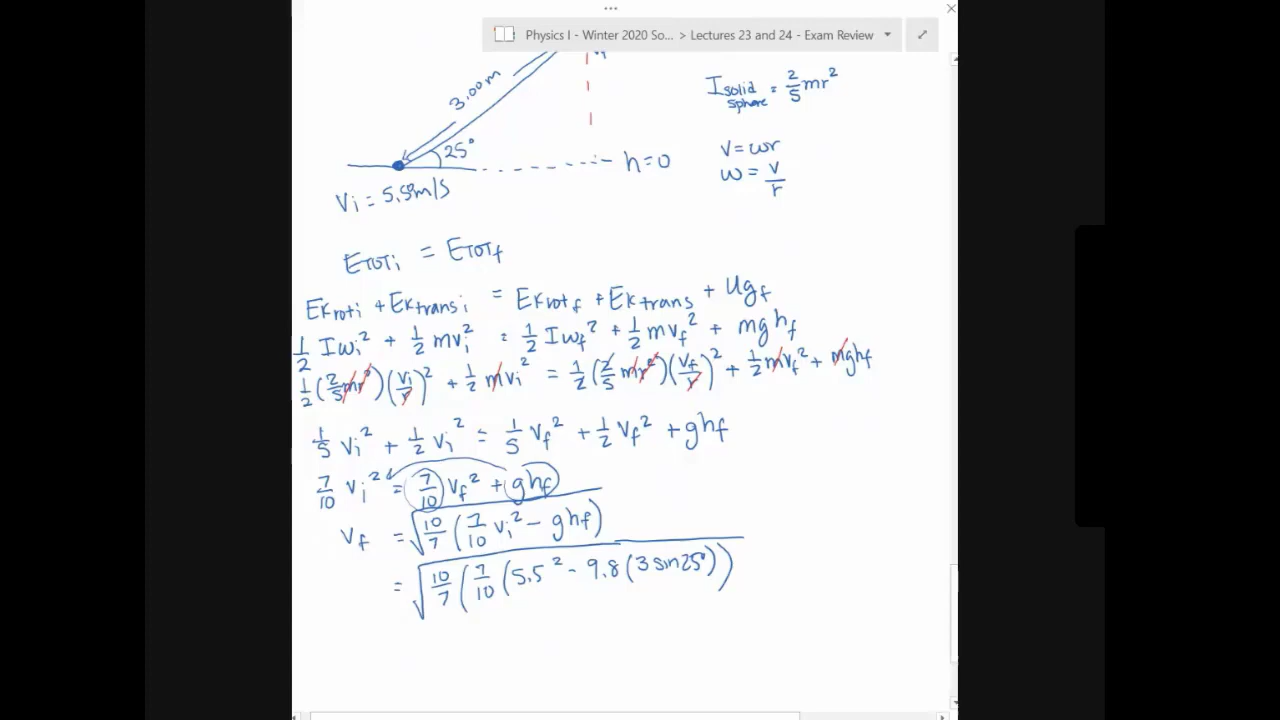 Physics I - Winter 2020 So... > Lectures 23 and 24 - Exam Review
3.00m
25°
h=0
Vi = 5.5m/s
I solid sphere = 2/5 mr²
V=ωr
ω = V/r
ETOTi = ETOTf
EKroti + EKtransi = EKrotf + EKtrans + Ugf
1/2 Iωi² + 1/2 mvi² = 1/2 Iωf² + 1/2 mvf² + mghf
1/2 (2/5 mr²)(Vi/r)² + 1/2 mvi² = 1/2 (2/5 mr²)(Vf/r)² + 1/2 mvf² + mghf
1/5 Vi² + 1/2 Vi² = 1/5 Vf² + 1/2 Vf² + ghf
7/10 Vi² = 7/10 Vf² + ghf
Vf = √(10/7 (7/10 Vi² - ghf))
= √(10/7 (7/10 (5.5² - 9.8 (3 sin25°))